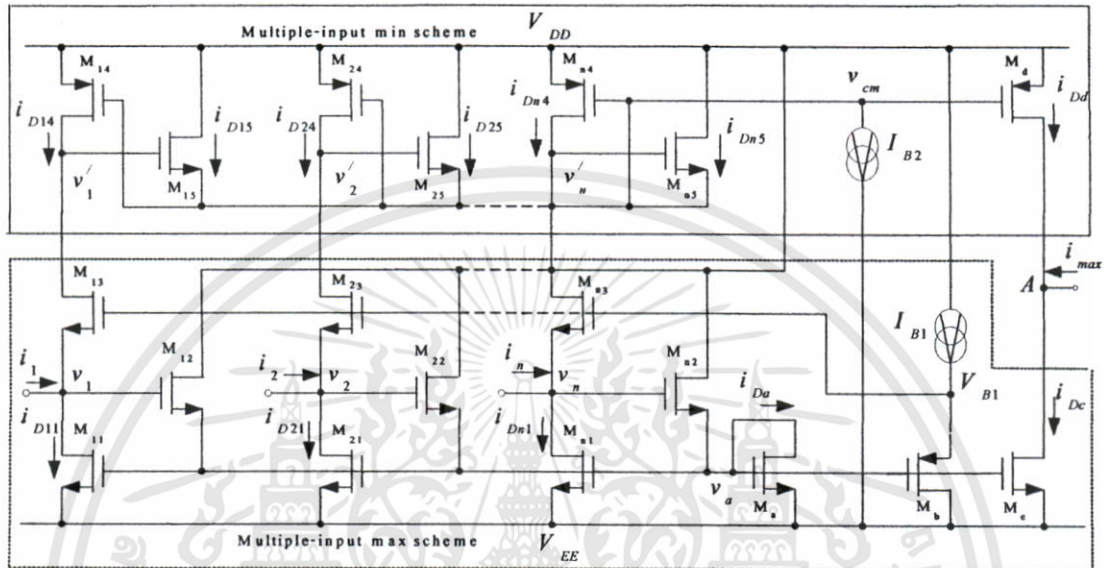 Multiple-input min scheme
V DD
M 14
M 24
M n4
M d
v cm
i D14
i D15
i D24
i D25
i Dn4
i Dn5
I B2
i Dd
v 1 ′
M 15
v 2 ′
M 25
v n ′
M n5
i max
A
M 13
M 23
M n3
I B1
M 12
M 22
M n2
V B1
i 1
v 1
i 2
v 2
i n
v n
i Da
i Dc
i D11
M 11
i D21
M 21
i Dn1
M n1
v a
M a
M b
M c
Multiple-input max scheme
V EE